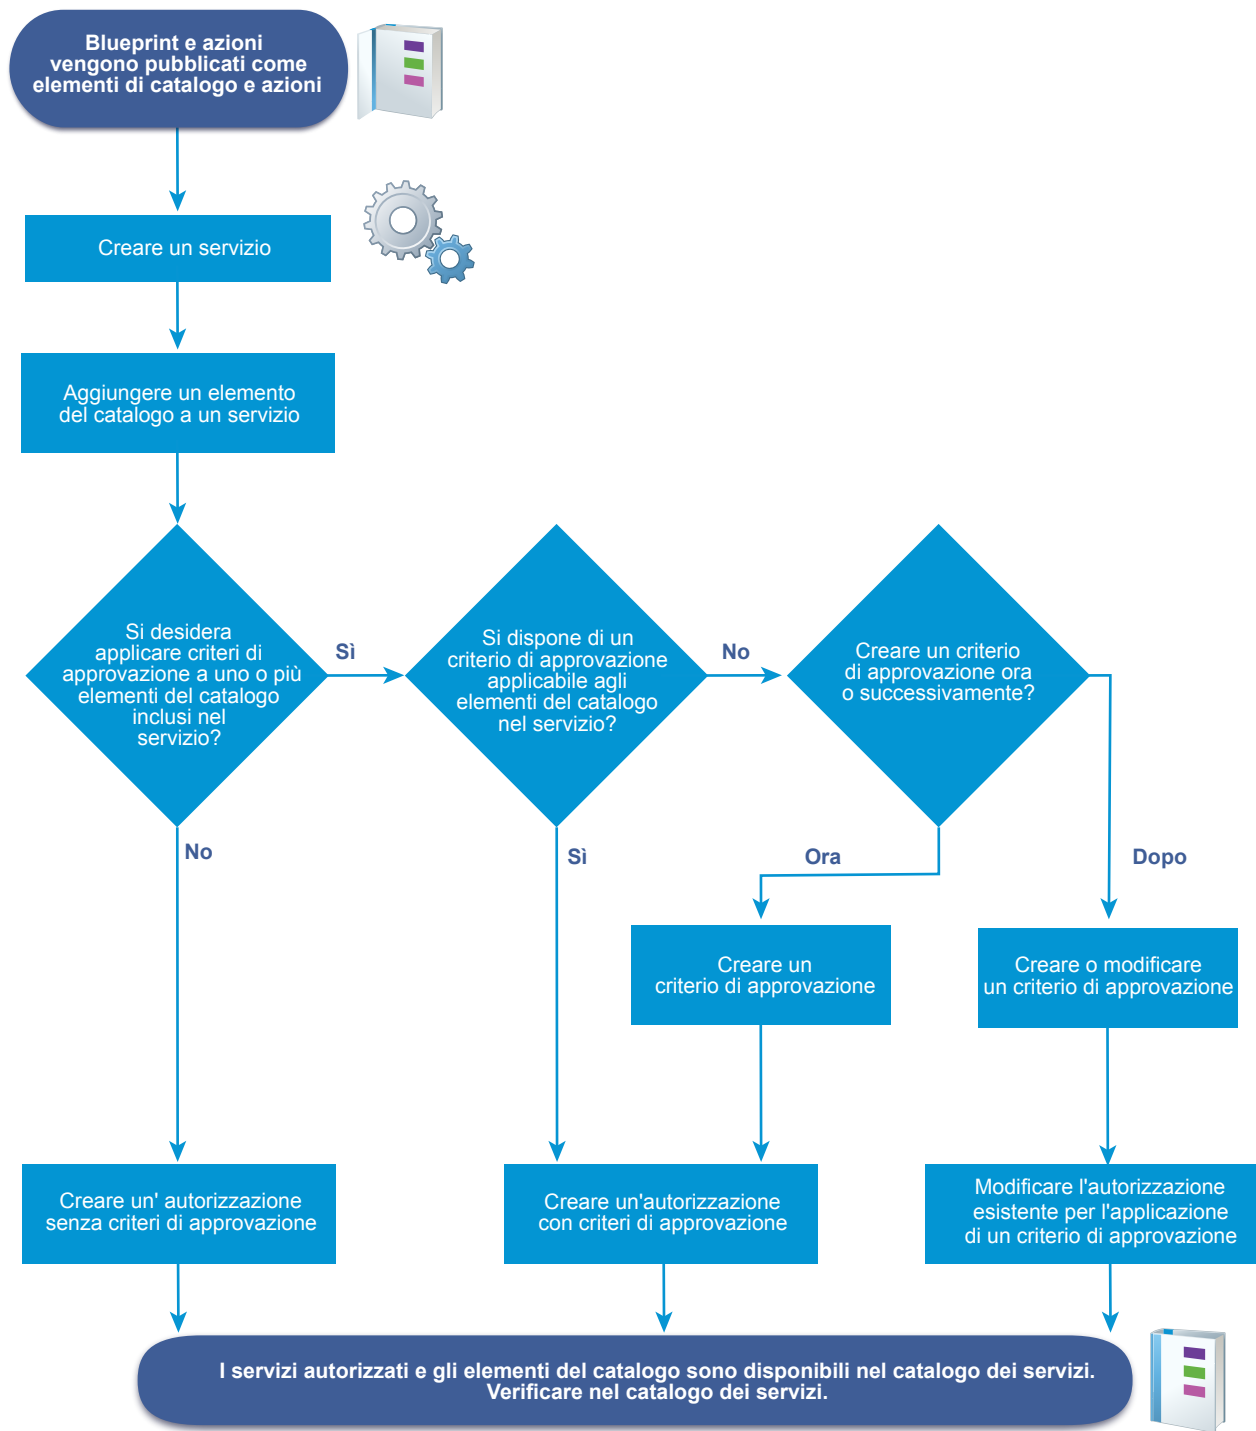 Blueprint e azioni
vengono pubblicati come
elementi di catalogo e azioni
Creare un servizio
Aggiungere un elemento
del catalogo a un servizio
Si desidera
applicare criteri di
approvazione a uno o più
elementi del catalogo
inclusi nel
servizio?
Sì
Si dispone di un
criterio di approvazione
applicabile agli
elementi del catalogo
nel servizio?
No
Creare un criterio
di approvazione ora
o successivamente?
No
Sì
Ora
Dopo
Creare un
criterio di approvazione
Creare o modificare
un criterio di approvazione
Creare un' autorizzazione
senza criteri di approvazione
Creare un'autorizzazione
con criteri di approvazione
Modificare l'autorizzazione
esistente per l'applicazione
di un criterio di approvazione
I servizi autorizzati e gli elementi del catalogo sono disponibili nel catalogo dei servizi.
Verificare nel catalogo dei servizi.